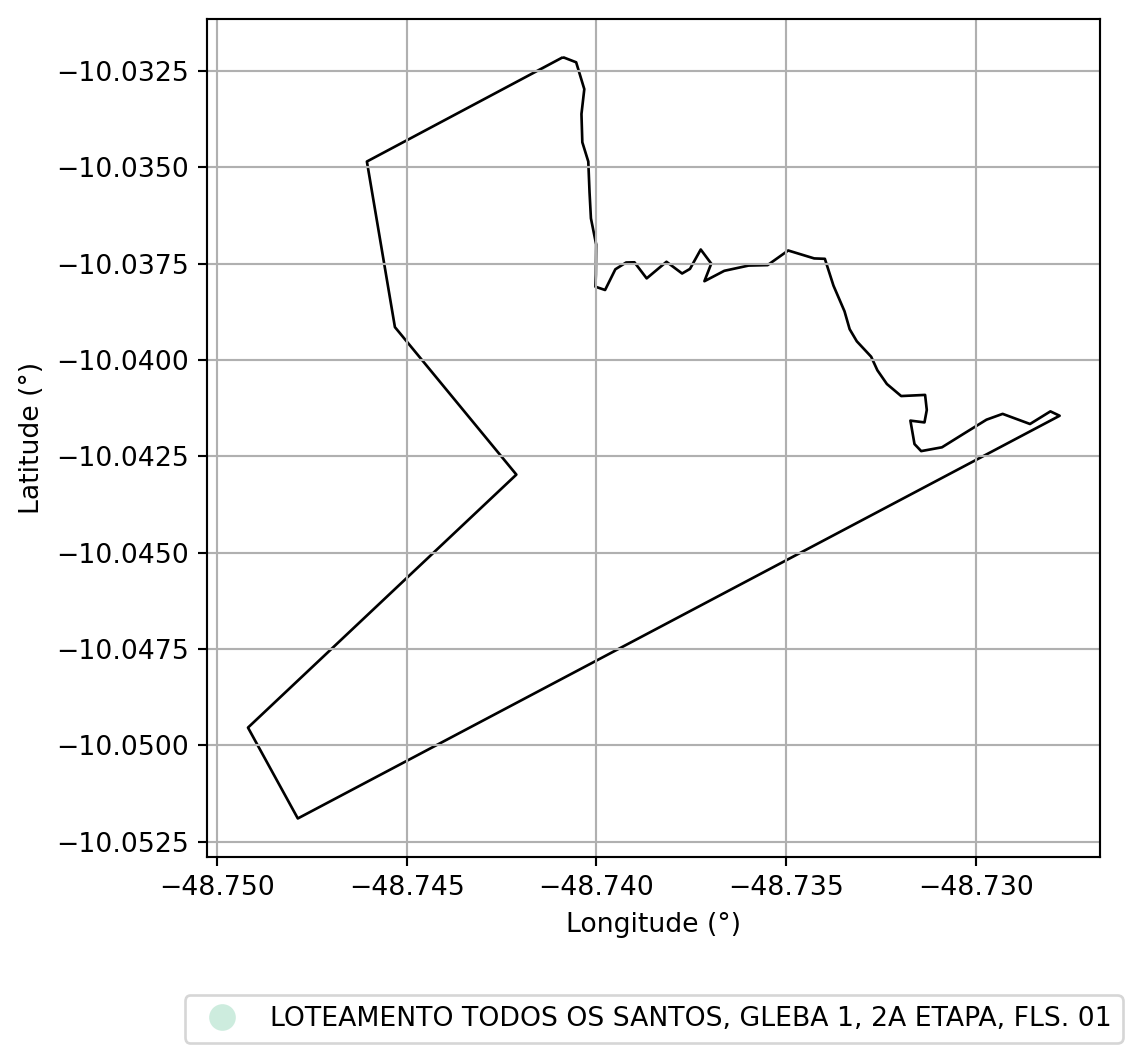 −10.0325
−10.0350
−10.0375
−10.0400
−10.0425
−10.0450
−10.0475
−10.0500
−10.0525
Latitude (°)
−48.750 −48.745 −48.740 −48.735 −48.730
Longitude (°)
LOTEAMENTO TODOS OS SANTOS, GLEBA 1, 2A ETAPA, FLS. 01